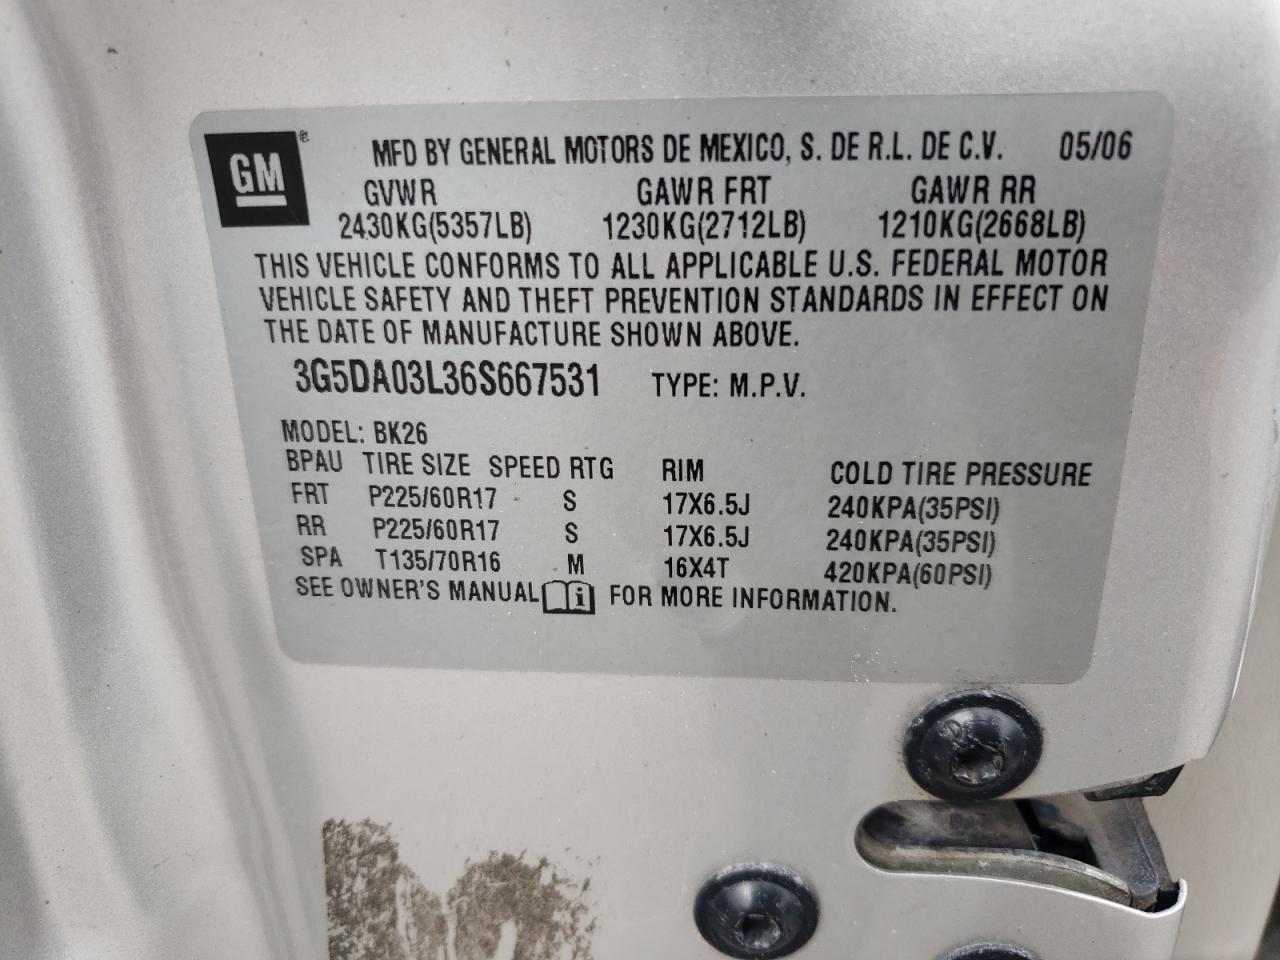 GM ® MFD BY GENERAL MOTORS DE MEXICO, S. DE R.L. DE C.V. 05/06
GVWR GAWR FRT GAWR RR
2430KG(5357LB) 1230KG(2712LB) 1210KG(2668LB)
THIS VEHICLE CONFORMS TO ALL APPLICABLE U.S. FEDERAL MOTOR
VEHICLE SAFETY AND THEFT PREVENTION STANDARDS IN EFFECT ON
THE DATE OF MANUFACTURE SHOWN ABOVE.
3G5DA03L36S667531 TYPE: M.P.V.
MODEL: BK26
BPAU TIRE SIZE SPEED RTG RIM COLD TIRE PRESSURE
FRT P225/60R17 S 17X6.5J 240KPA(35PSI)
RR P225/60R17 S 17X6.5J 240KPA(35PSI)
SPA T135/70R16 M 16X4T 420KPA(60PSI)
SEE OWNER'S MANUAL i FOR MORE INFORMATION.